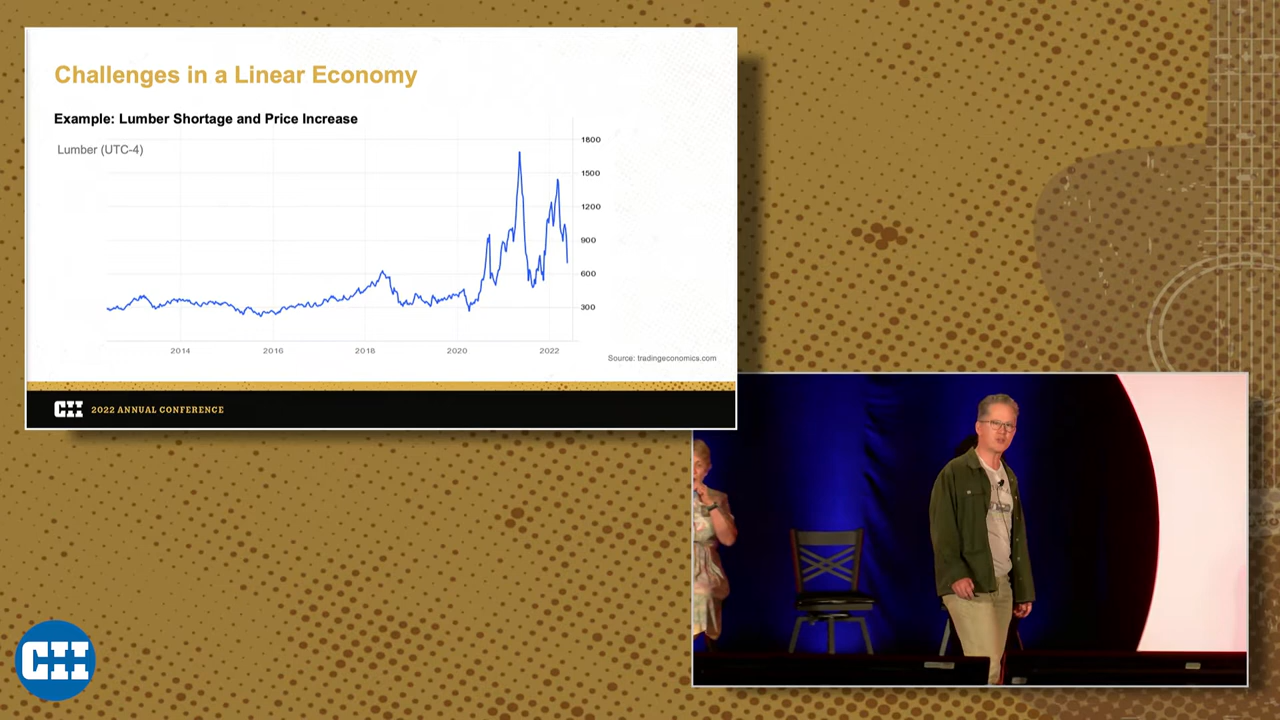 Challenges in a Linear Economy
Example: Lumber Shortage and Price Increase
Lumber (UTC-4)
1800
1500
1200
900
600
300
2014 2016 2018 2020 2022
Source: tradingeconomics.com
CII 2022 ANNUAL CONFERENCE
CII